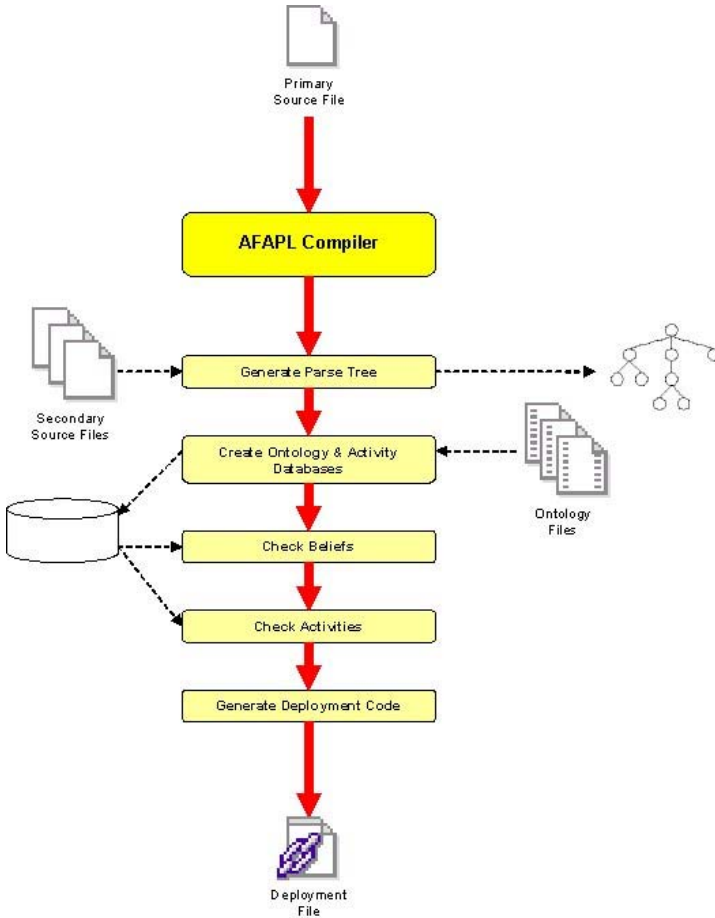 Primary
Source File
AFAPL Compiler
Generate Parse Tree
Secondary
Source Files
Create Ontology & Activity
Databases
Ontology
Files
Check Beliefs
Check Activities
Generate Deployment Code
Deployment
File